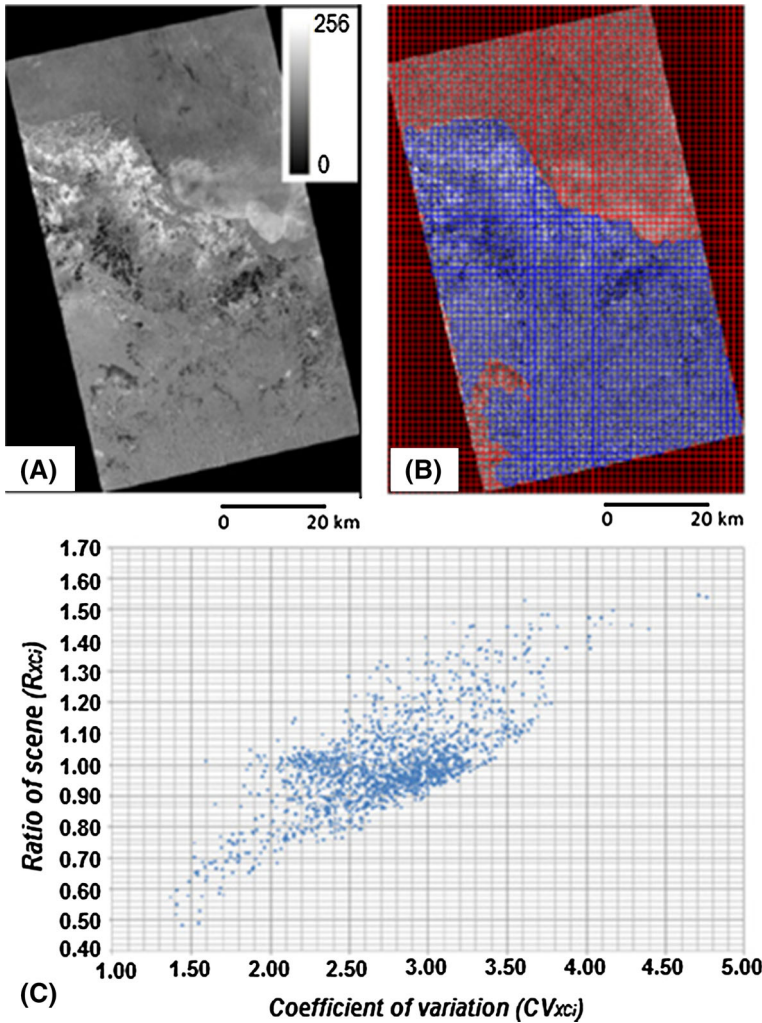 256
0
(A)
(B)
0 20 km
0 20 km
1.70
1.60
1.50
1.40
1.30
1.20
1.10
1.00
0.90
0.80
0.70
0.60
0.50
0.40
Ratio of scene (Rxci)
1.00 1.50 2.00 2.50 3.00 3.50 4.00 4.50 5.00
(C)
Coefficient of variation (CVxci)